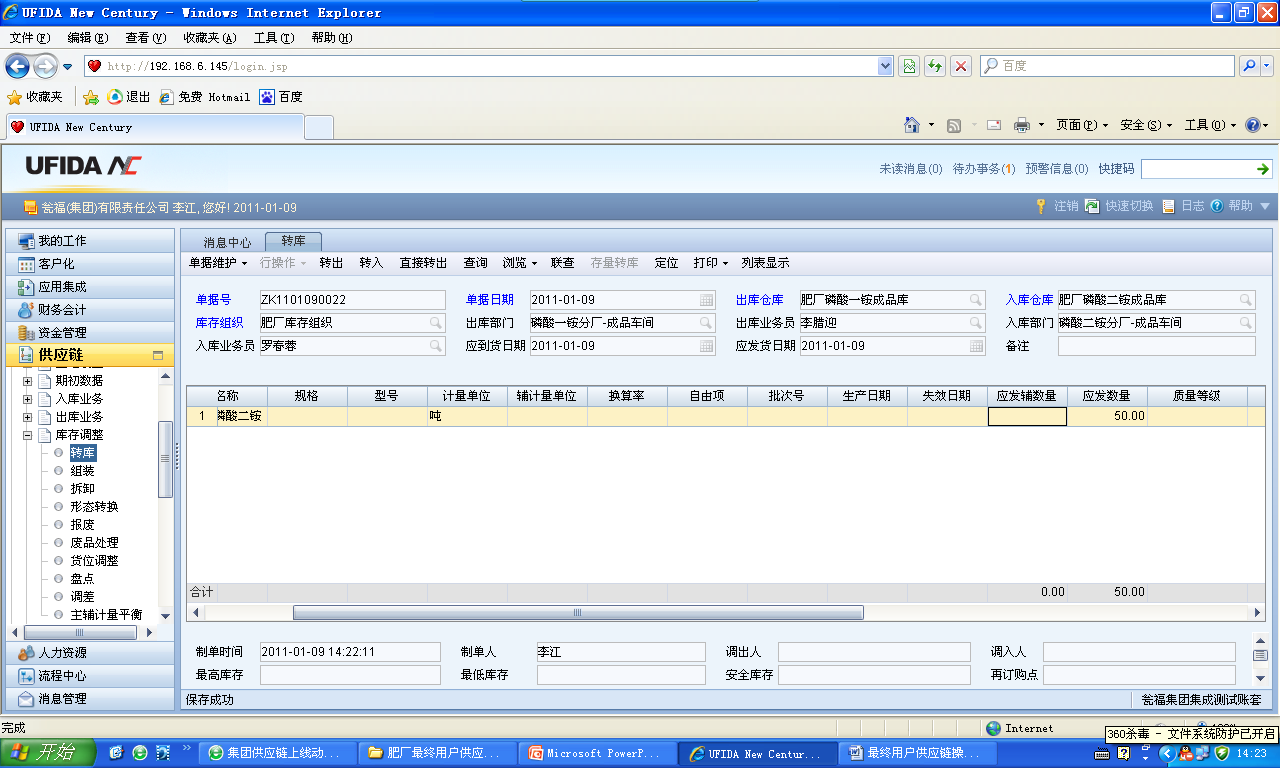 UFIDA New Century - Windows Internet Explorer
文件(F) 编辑(E) 查看(V) 收藏夹(A) 工具(T) 帮助(H)
http://192.168.6.145/login.jsp 百度
收藏夹 退出 免费 Hotmail 百度
UFIDA New Century 页面(P) 安全(S) 工具(O)
UFIDA NC 未读消息(0) 待办事务(1) 预警信息(0) 快捷码
瓮福(集团)有限责任公司 李江,您好! 2011-01-09 注销 快速切换 日志 帮助
我的工作
客户化
应用集成
财务会计
资金管理
供应链
期初数据
入库业务
出库业务
库存调整
转库
组装
拆卸
形态转换
报废
废品处理
货位调整
盘点
调差
主辅计量平衡
人力资源
流程中心
消息管理
消息中心 转库
单据维护 行操作 转出 转入 直接转出 查询 浏览 联查 存量转库 定位 打印 列表显示
单据号 ZK1101090022 单据日期 2011-01-09 出库仓库 肥厂磷酸一铵成品库 入库仓库 肥厂磷酸二铵成品库
库存组织 肥厂库存组织 出库部门 磷酸一铵分厂-成品车间 出库业务员 李腊迎 入库部门 磷酸二铵分厂-成品车间
入库业务员 罗春蓉 应到货日期 2011-01-09 应发货日期 2011-01-09 备注
名称 规格 型号 计量单位 辅计量单位 换算率 自由项 批次号 生产日期 失效日期 应发辅数量 应发数量 质量等级
1 磷酸二铵 吨 50.00
合计 0.00 50.00
制单时间 2011-01-09 14:22:11 制单人 李江 调出人 调入人
最高库存 最低库存 安全库存 再订购点
保存成功 瓮福集团集成测试账套
完成 Internet
360杀毒 - 文件系统防护已开启
开始 集团供应链上线动... 肥厂最终用户供应... Microsoft PowerP... UFIDA New Centur... 最终用户供应链操... 14:23